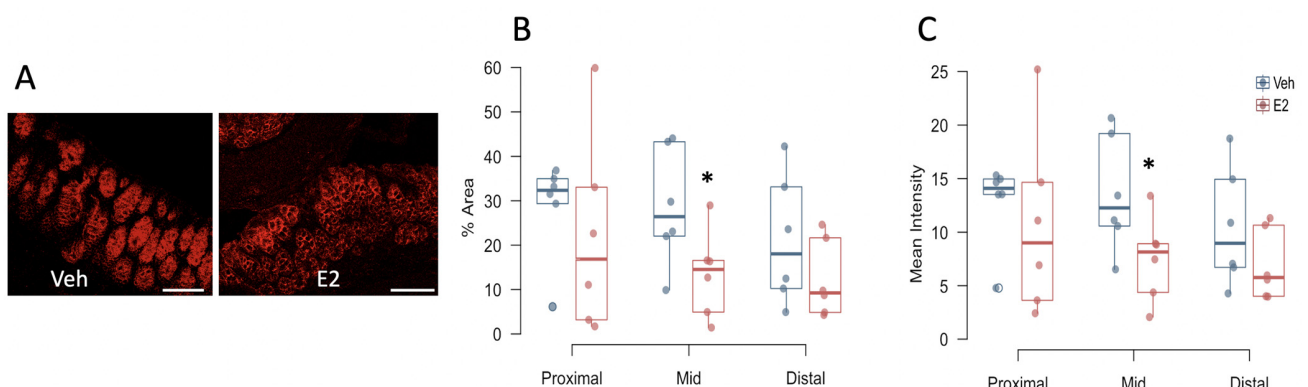 A
Veh
E2
B
% Area
60
50
40
30
20
10
0
*
Proximal
Mid
Distal
C
Mean Intensity
25
20
15
10
5
0
*
Veh
E2
Proximal
Mid
Distal